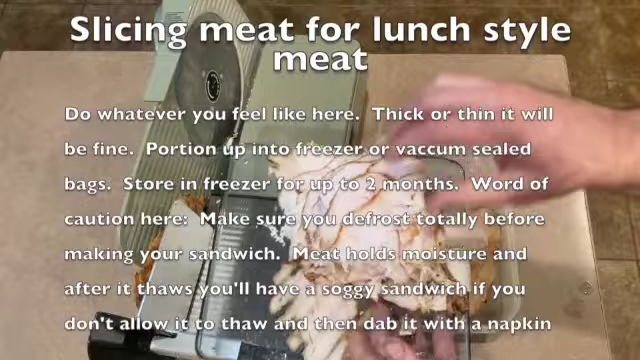 Slicing meat for lunch style
meat
Do whatever you feel like here.  Thick or thin it will
be fine.  Portion up into freezer or vaccum sealed
bags.  Store in freezer for up to 2 months.  Word of
caution here:  Make sure you defrost totally before
making your sandwich.  Meat holds moisture and
after it thaws you'll have a soggy sandwich if you
don't allow it to thaw and then dab it with a napkin